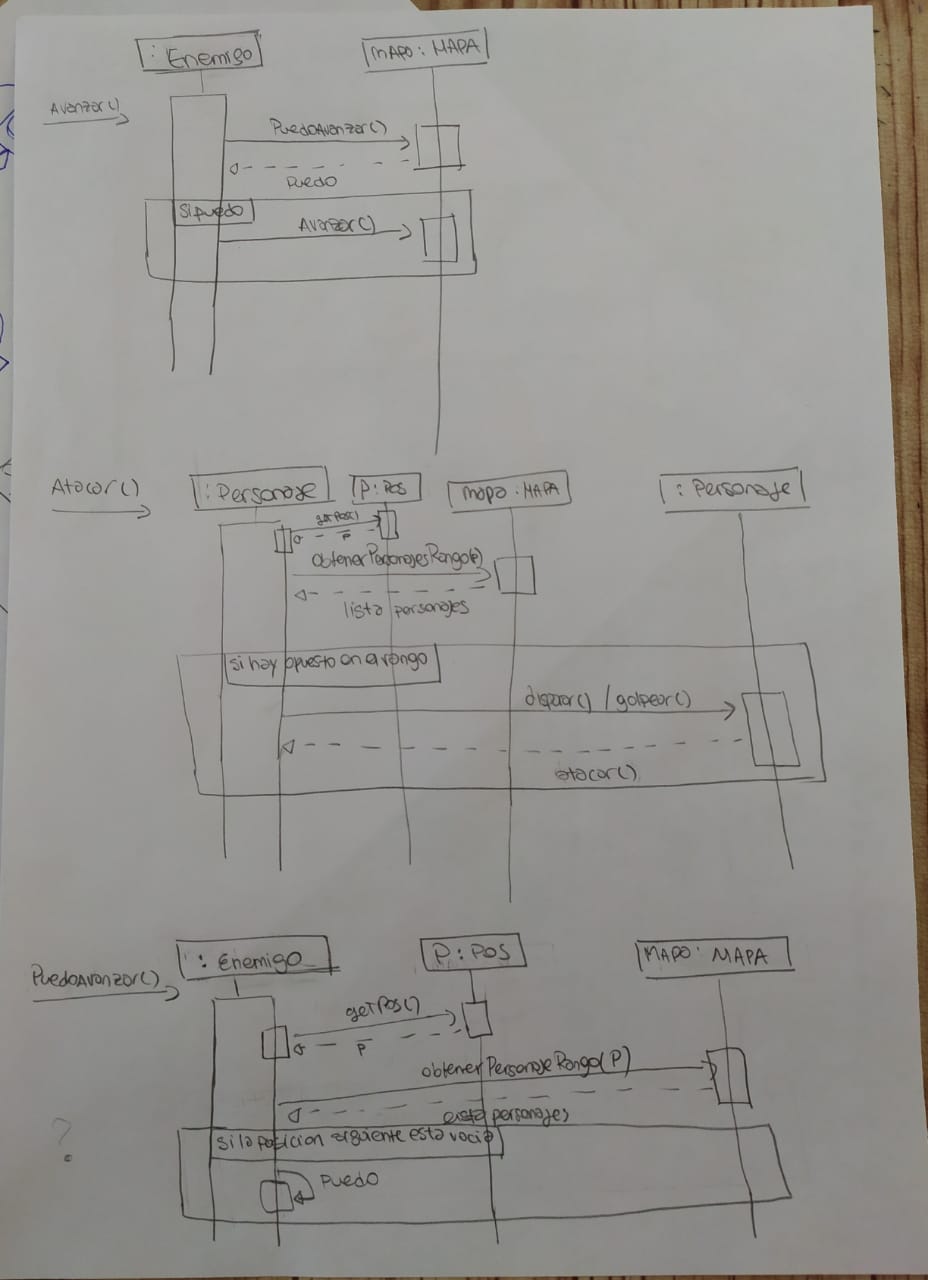 : Enemigo
MAPO : MAPA
Avanzar()
PuedoAvanzar()
Puedo
Si puedo
Avanzar()
Atacar()
: Personaje
P : POS
mapa : MAPA
: Personaje
getPos()
P
obtenerPersonajesRango(P)
lista personajes
si hay opuesto en el rango
disparar() / golpear()
atacar()
PuedoAvanzar()
: Enemigo
P : POS
MAPO : MAPA
getPos()
P
obtenerPersonajeRango(P)
lista personajes
?
Si la posicion siguiente esta vacia
Puedo